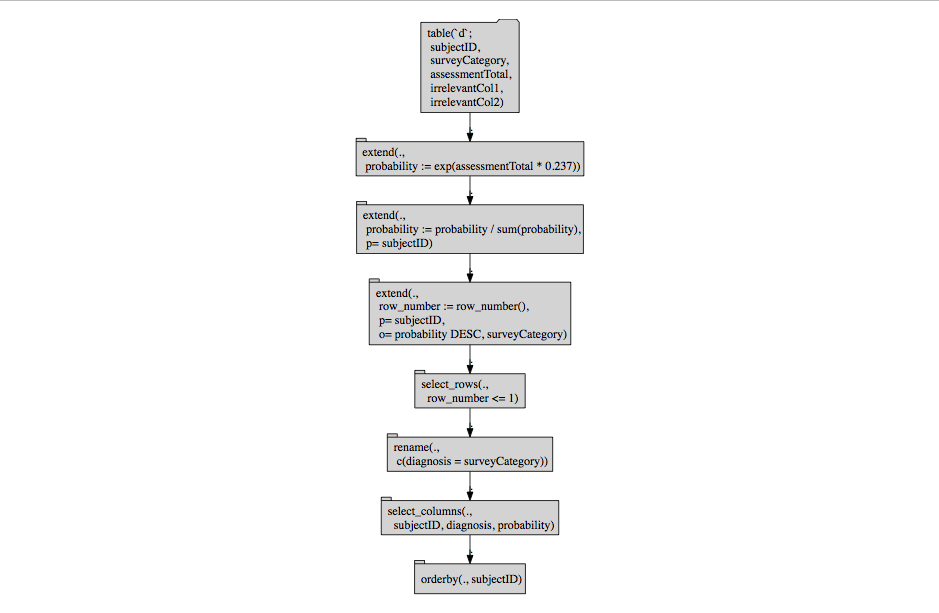 table(`d`;
subjectID,
surveyCategory,
assessmentTotal,
irrelevantCol1,
irrelevantCol2)
extend(.,
probability := exp(assessmentTotal * 0.237))
extend(.,
probability := probability / sum(probability),
p= subjectID)
extend(.,
row_number := row_number(),
p= subjectID,
o= probability DESC, surveyCategory)
select_rows(.,
row_number <= 1)
rename(.,
c(diagnosis = surveyCategory))
select_columns(.,
subjectID, diagnosis, probability)
orderby(., subjectID)